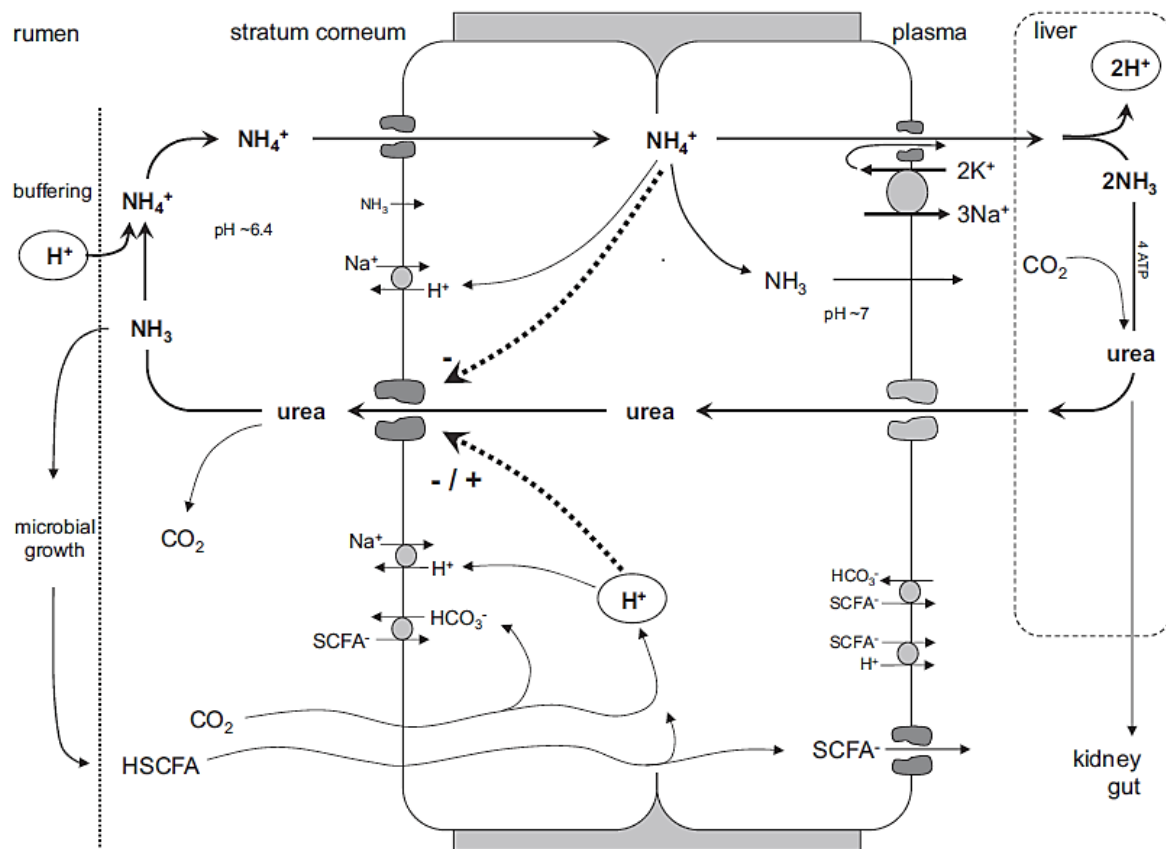 rumen
stratum corneum
plasma
liver
2H⁺
NH₄⁺
NH₄⁺
buffering
NH₄⁺
H⁺
pH ~6.4
NH₃
Na⁺
H⁺
2K⁺
3Na⁺
2NH₃
4 ATP
CO₂
NH₃
pH ~7
NH₃
-
urea
urea
urea
urea
- / +
microbial
growth
CO₂
Na⁺
H⁺
H⁺
HCO₃⁻
SCFA⁻
HCO₃⁻
SCFA⁻
SCFA⁻
H⁺
CO₂
HSCFA
SCFA⁻
kidney
gut